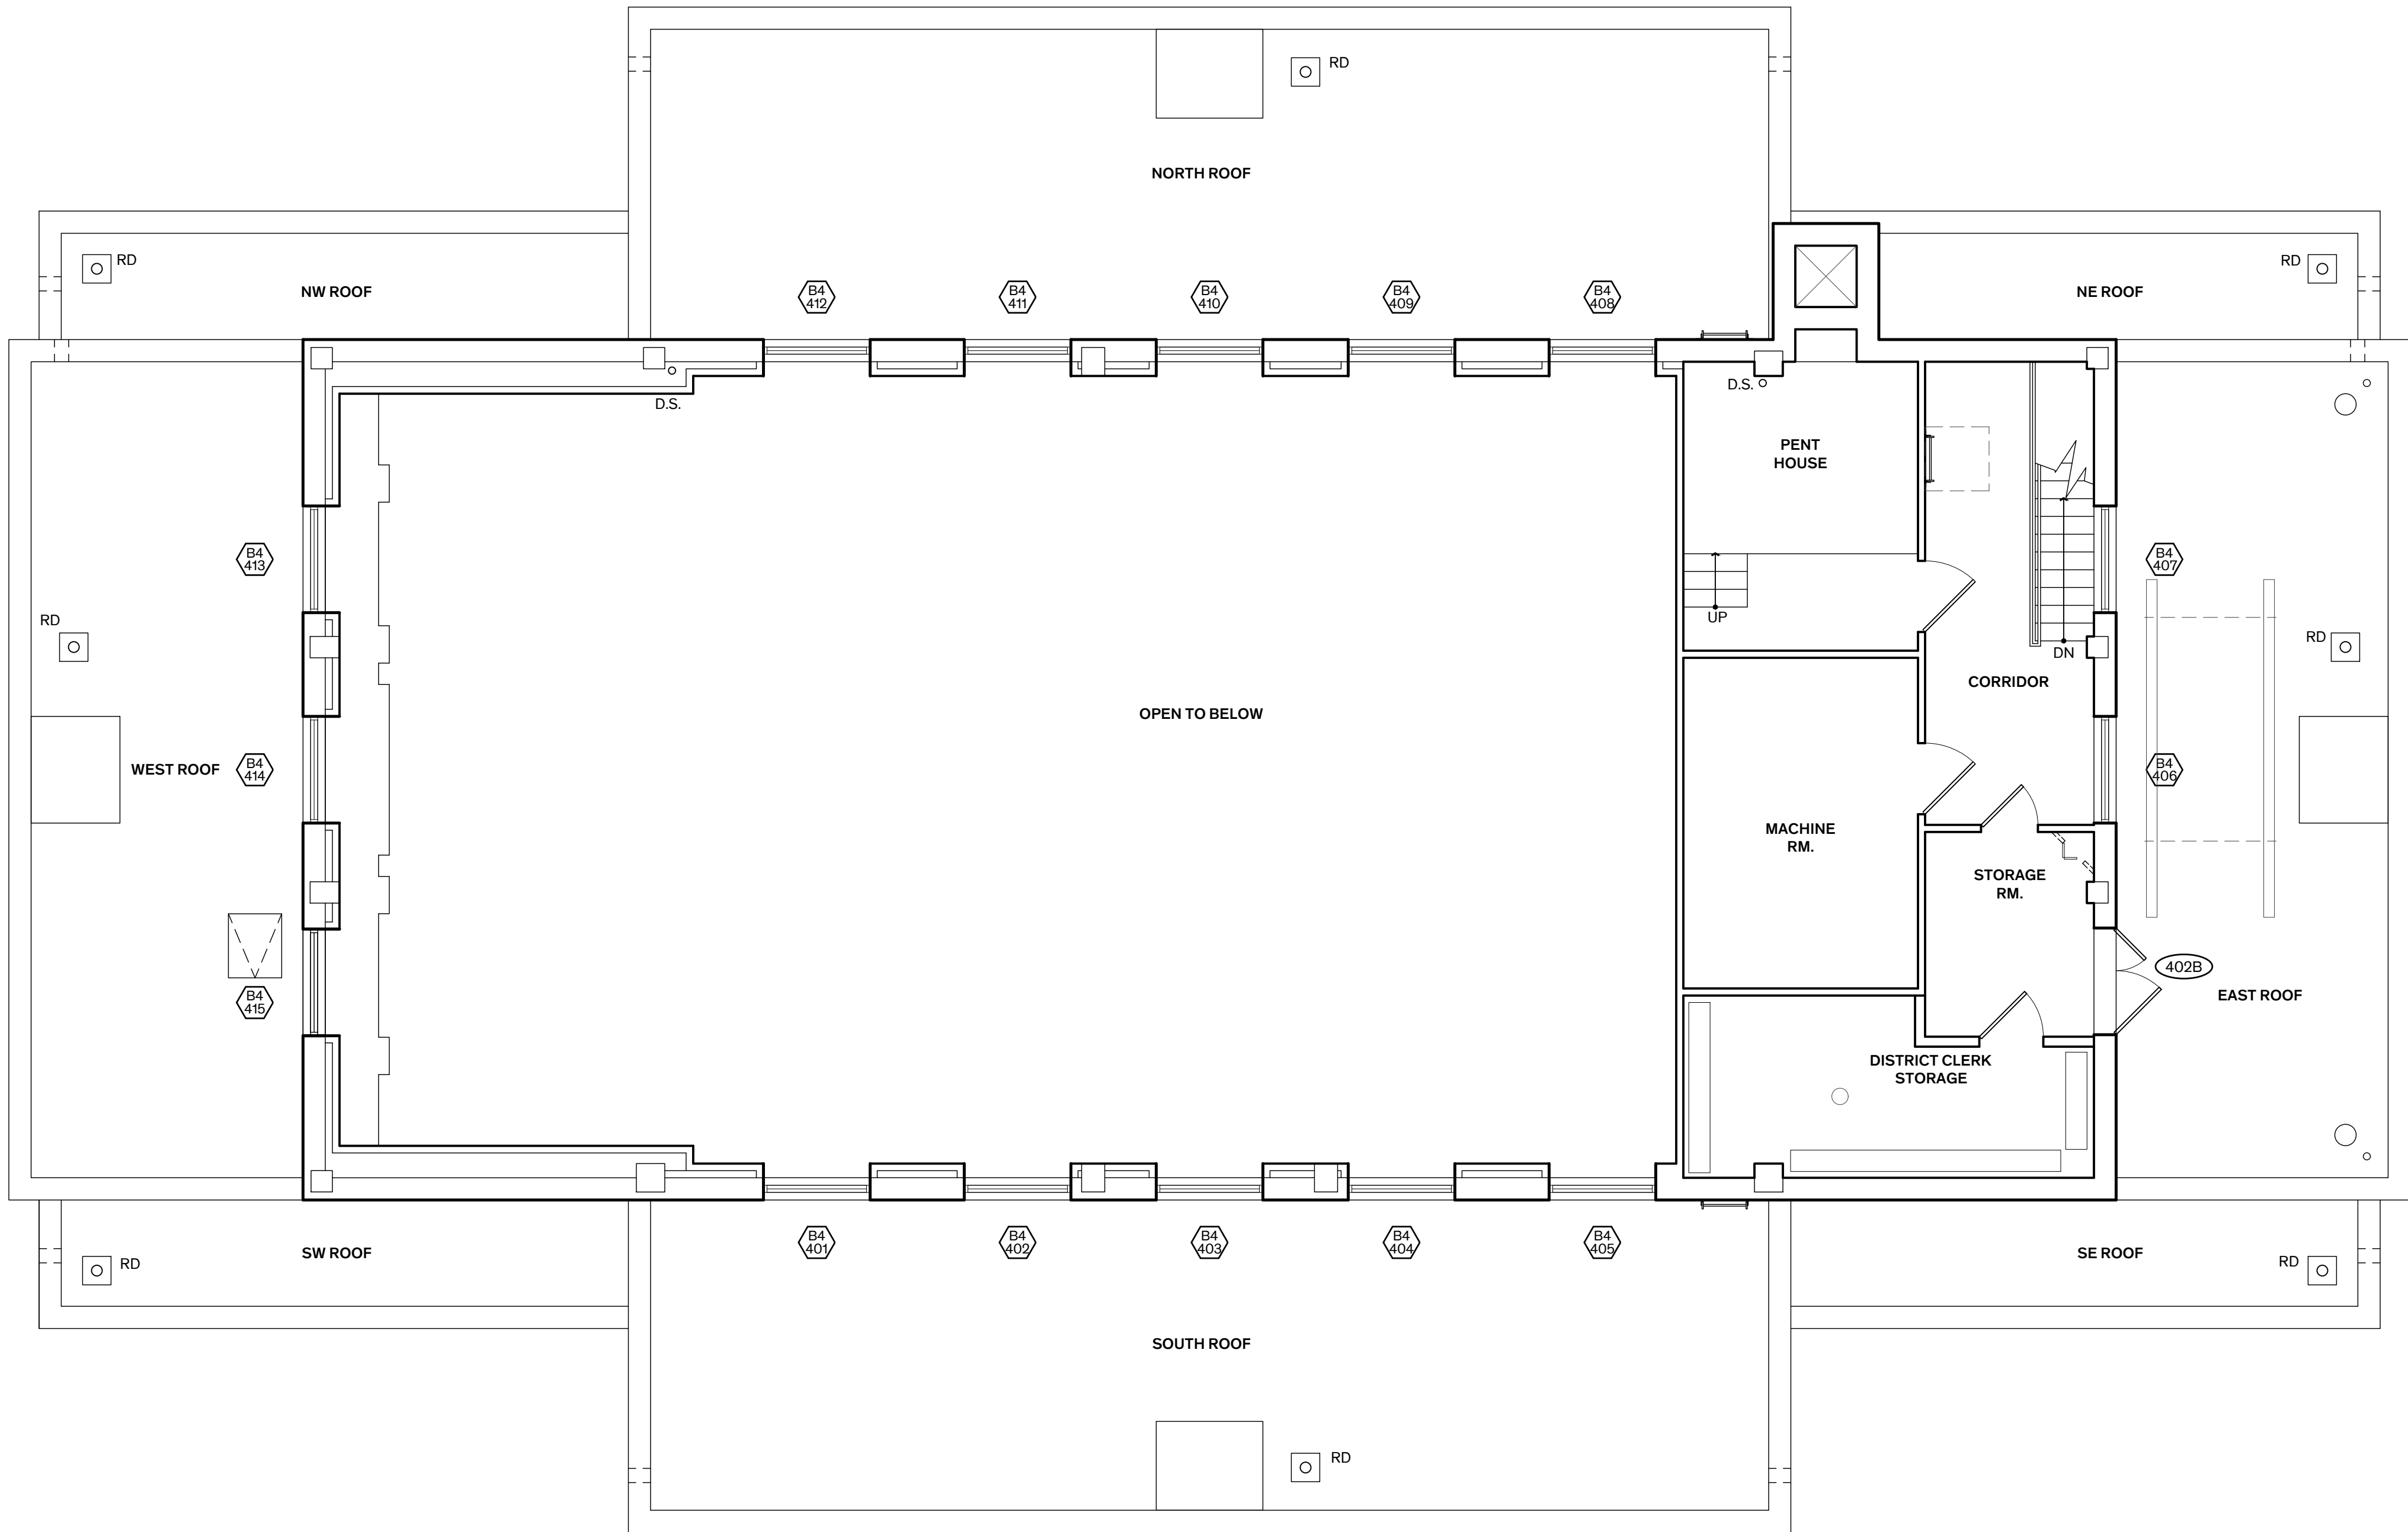 RD
NORTH ROOF
RD
NW ROOF
RD
NE ROOF
B4
412
B4
411
B4
410
B4
409
B4
408
D.S.
D.S.
PENT
HOUSE
B4
413
B4
407
UP
RD
RD
DN
CORRIDOR
OPEN TO BELOW
WEST ROOF
B4
414
B4
406
MACHINE
RM.
STORAGE
RM.
402B
B4
415
EAST ROOF
DISTRICT CLERK
STORAGE
B4
401
B4
402
B4
403
B4
404
B4
405
SW ROOF
RD
SE ROOF
RD
SOUTH ROOF
RD